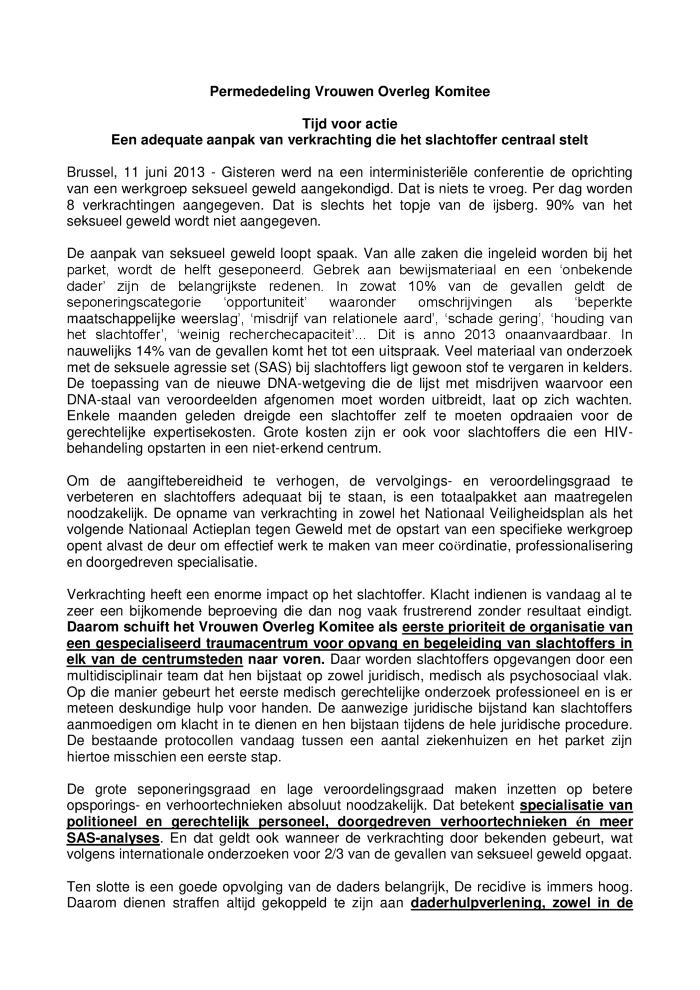 Permededeling Vrouwen Overleg Komitee
Tijd voor actie
Een adequate aanpak van verkrachting die het slachtoffer centraal stelt
Brussel, 11 juni 2013 - Gisteren werd na een interministeriële conferentie de oprichting
van een werkgroep seksueel geweld aangekondigd. Dat is niets te vroeg. Per dag worden
8 verkrachtingen aangegeven. Dat is slechts het topje van de ijsberg. 90% van het
seksueel geweld wordt niet aangegeven.
De aanpak van seksueel geweld loopt spaak. Van alle zaken die ingeleid worden bij het
parket, wordt de helft geseponeerd. Gebrek aan bewijsmateriaal en een ‘onbekende
dader’ zijn de belangrijkste redenen. In zowat 10% van de gevallen geldt de
seponeringscategorie ‘opportuniteit’ waaronder omschrijvingen als ‘beperkte
maatschappelijke weerslag’, ‘misdrijf van relationele aard’, ‘schade gering’, ‘houding van
het slachtoffer’, ‘weinig recherchecapaciteit’... Dit is anno 2013 onaanvaardbaar. In
nauwelijks 14% van de gevallen komt het tot een uitspraak. Veel materiaal van onderzoek
met de seksuele agressie set (SAS) bij slachtoffers ligt gewoon stof te vergaren in kelders.
De toepassing van de nieuwe DNA-wetgeving die de lijst met misdrijven waarvoor een
DNA-staal van veroordeelden afgenomen moet worden uitbreidt, laat op zich wachten.
Enkele maanden geleden dreigde een slachtoffer zelf te moeten opdraaien voor de
gerechtelijke expertisekosten. Grote kosten zijn er ook voor slachtoffers die een HIV-
behandeling opstarten in een niet-erkend centrum.
Om de aangiftebereidheid te verhogen, de vervolgings- en veroordelingsgraad te
verbeteren en slachtoffers adequaat bij te staan, is een totaalpakket aan maatregelen
noodzakelijk. De opname van verkrachting in zowel het Nationaal Veiligheidsplan als het
volgende Nationaal Actieplan tegen Geweld met de opstart van een specifieke werkgroep
opent alvast de deur om effectief werk te maken van meer coördinatie, professionalisering
en doorgedreven specialisatie.
Verkrachting heeft een enorme impact op het slachtoffer. Klacht indienen is vandaag al te
zeer een bijkomende beproeving die dan nog vaak frustrerend zonder resultaat eindigt.
Daarom schuift het Vrouwen Overleg Komitee als eerste prioriteit de organisatie van
een gespecialiseerd traumacentrum voor opvang en begeleiding van slachtoffers in
elk van de centrumsteden naar voren. Daar worden slachtoffers opgevangen door een
multidisciplinair team dat hen bijstaat op zowel juridisch, medisch als psychosociaal vlak.
Op die manier gebeurt het eerste medisch gerechtelijke onderzoek professioneel en is er
meteen deskundige hulp voor handen. De aanwezige juridische bijstand kan slachtoffers
aanmoedigen om klacht in te dienen en hen bijstaan tijdens de hele juridische procedure.
De bestaande protocollen vandaag tussen een aantal ziekenhuizen en het parket zijn
hiertoe misschien een eerste stap.
De grote seponeringsgraad en lage veroordelingsgraad maken inzetten op betere
opsporings- en verhoortechnieken absoluut noodzakelijk. Dat betekent specialisatie van
politioneel en gerechtelijk personeel, doorgedreven verhoortechnieken én meer
SAS-analyses. En dat geldt ook wanneer de verkrachting door bekenden gebeurt, wat
volgens internationale onderzoeken voor 2/3 van de gevallen van seksueel geweld opgaat.
Ten slotte is een goede opvolging van de daders belangrijk, De recidive is immers hoog.
Daarom dienen straffen altijd gekoppeld te zijn aan daderhulpverlening, zowel in de